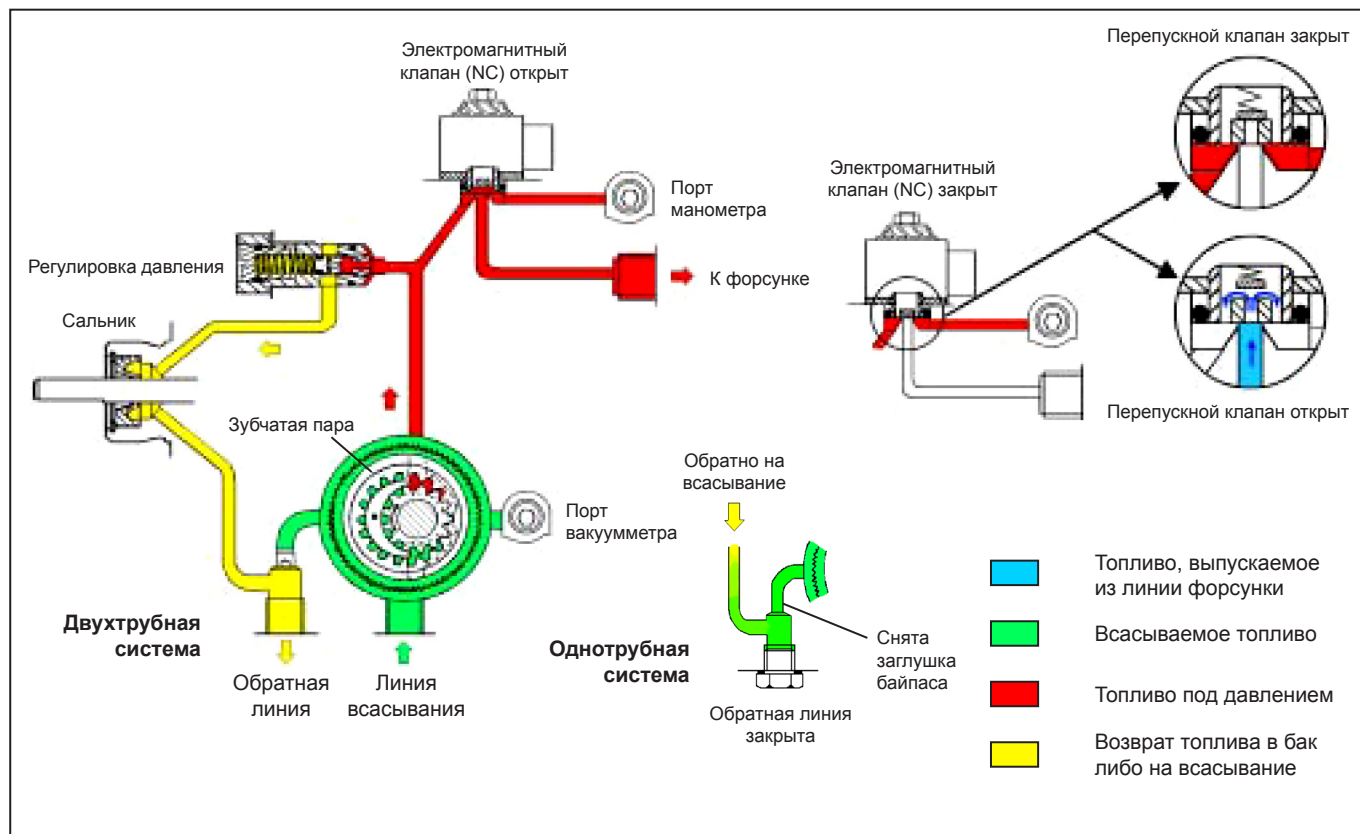 Электромагнитный
клапан (NC) открыт
Перепускной клапан закрыт
Порт
манометра
Электромагнитный
клапан (NC) закрыт
Регулировка давления
К форсунке
Сальник
Перепускной клапан открыт
Зубчатая пара
Порт
вакуумметра
Обратно на
всасывание
Двухтрубная
система
Обратная
линия
Линия
всасывания
Однотрубная
система
Снята
заглушка
байпаса
Обратная линия
закрыта
Топливо, выпускаемое
из линии форсунки
Всасываемое топливо
Топливо под давлением
Возврат топлива в бак
либо на всасывание